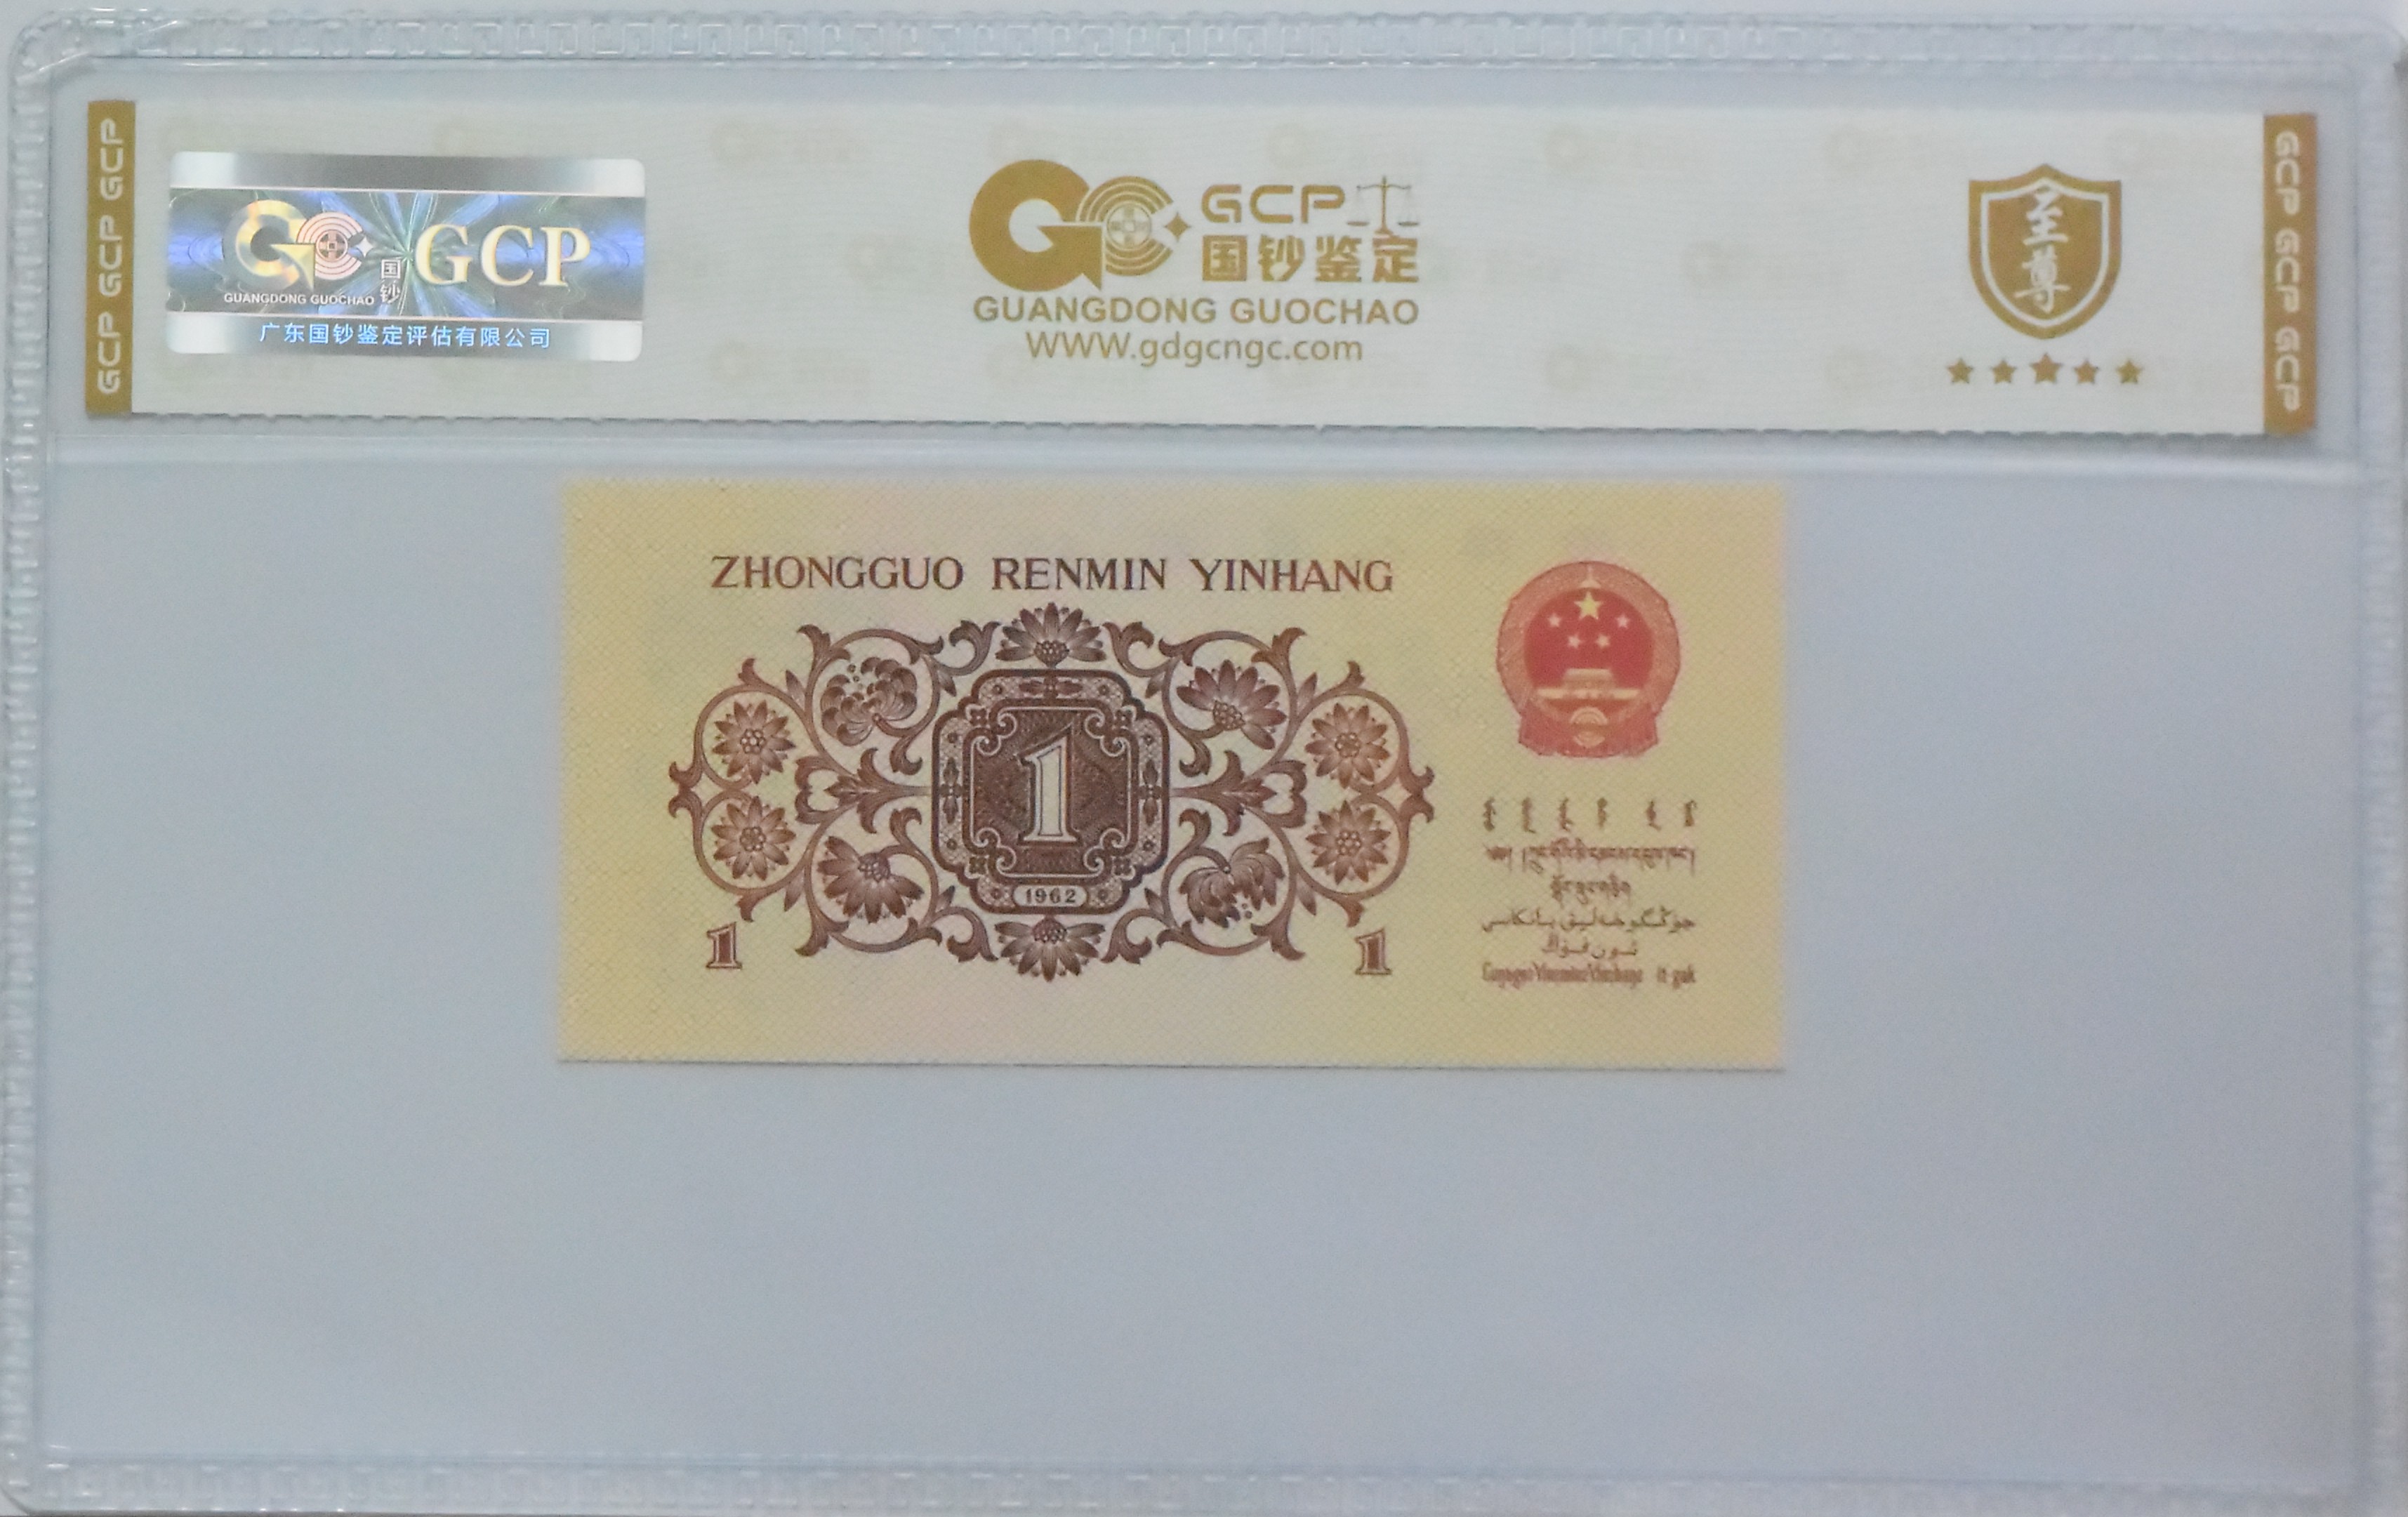 GCP GCP GCP
GCP
国钞
GUANGDONG GUOCHAO
广东国钞鉴定评估有限公司
GCP
国钞鉴定
GUANGDONG GUOCHAO
WWW.gdgcngc.com
至尊
GCP GCP GCP
ZHONGGUO RENMIN YINHANG
1
1962
1 1